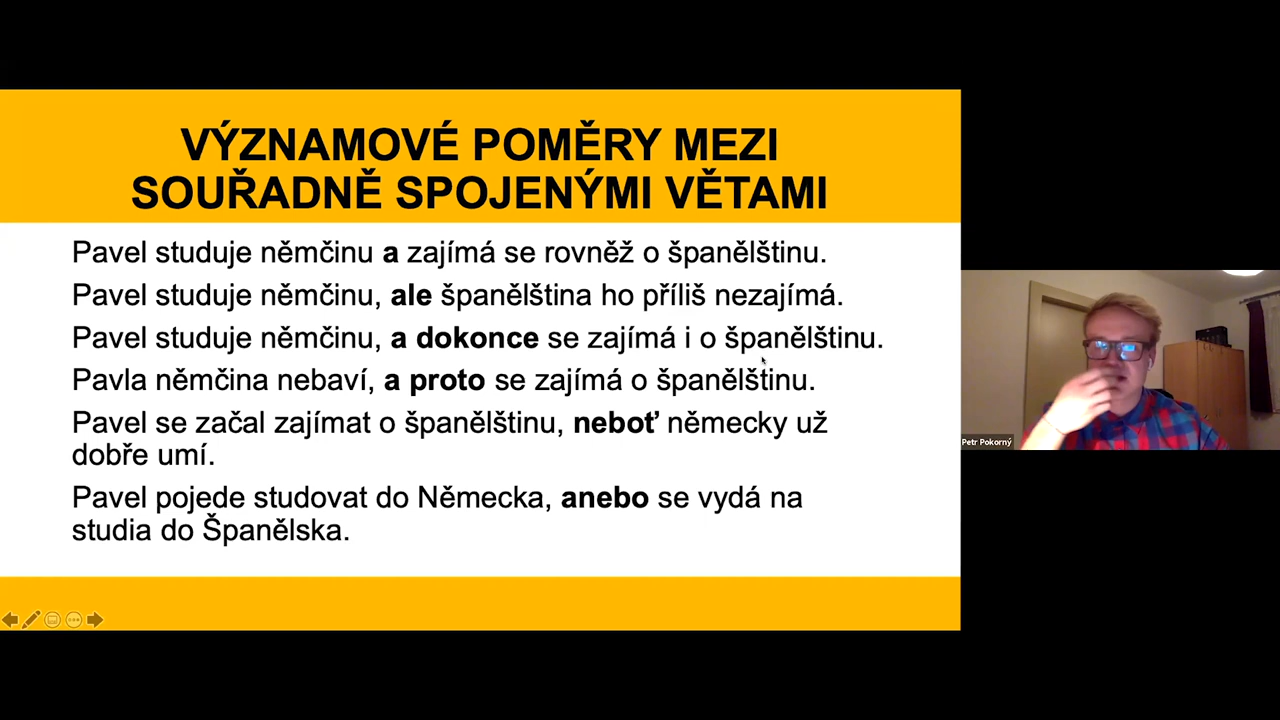 VÝZNAMOVÉ POMĚRY MEZI
SOUŘADNĚ SPOJENÝMI VĚTAMI
Pavel studuje němčinu a zajímá se rovněž o španělštinu.
Pavel studuje němčinu, ale španělština ho příliš nezajímá.
Pavel studuje němčinu, a dokonce se zajímá i o španělštinu.
Pavla němčina nebaví, a proto se zajímá o španělštinu.
Pavel se začal zajímat o španělštinu, neboť německy už
dobře umí.
Pavel pojede studovat do Německa, anebo se vydá na
studia do Španělska.
Petr Pokorný